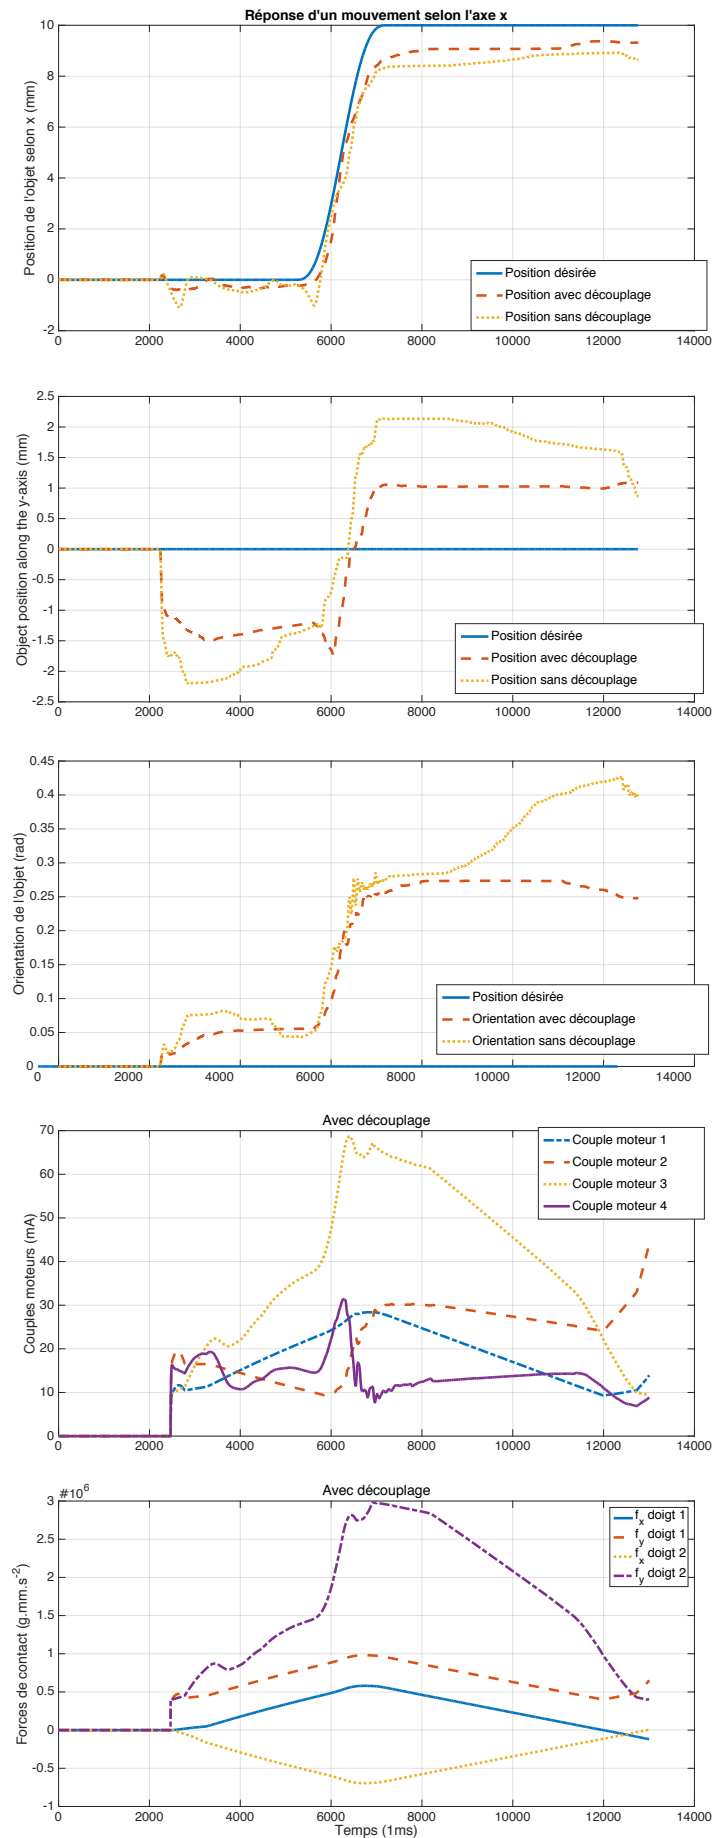 Réponse d'un mouvement selon l'axe x
Position de l'objet selon x (mm)
10
8
6
4
2
0
-2
Position désirée
Position avec découplage
Position sans découplage
0 2000 4000 6000 8000 10000 12000 14000
Object position along the y-axis (mm)
2.5
2
1.5
1
0.5
0
-0.5
-1
-1.5
-2
-2.5
Position désirée
Position avec découplage
Position sans découplage
0 2000 4000 6000 8000 10000 12000 14000
Orientation de l'objet (rad)
0.45
0.4
0.35
0.3
0.25
0.2
0.15
0.1
0.05
0
Position désirée
Orientation avec découplage
Orientation sans découplage
0 2000 4000 6000 8000 10000 12000 14000
Avec découplage
Couples moteurs (mA)
70
60
50
40
30
20
10
0
Couple moteur 1
Couple moteur 2
Couple moteur 3
Couple moteur 4
0 2000 4000 6000 8000 10000 12000 14000
#10^6
Avec découplage
Forces de contact (g.mm.s^-2)
3
2.5
2
1.5
1
0.5
0
-0.5
-1
f_x doigt 1
f_y doigt 1
f_x doigt 2
f_y doigt 2
0 2000 4000 6000 8000 10000 12000 14000
Temps (1ms)